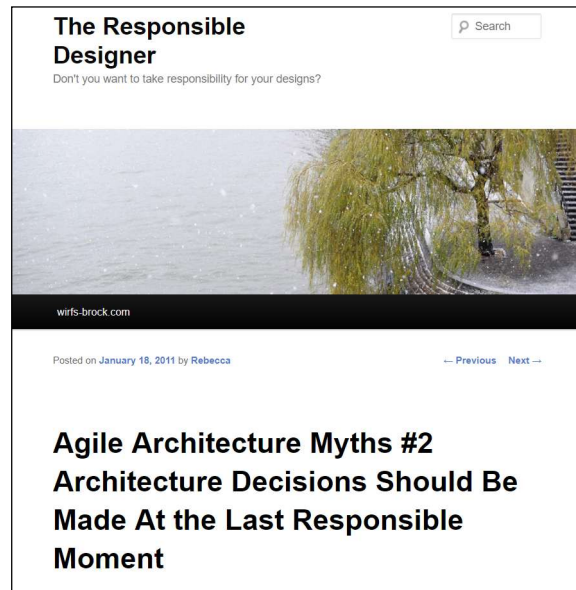 The Responsible
Designer
Search
Don't you want to take responsibility for your designs?
wirfs-brock.com
Posted on January 18, 2011 by Rebecca
← Previous Next →
Agile Architecture Myths #2
Architecture Decisions Should Be
Made At the Last Responsible
Moment